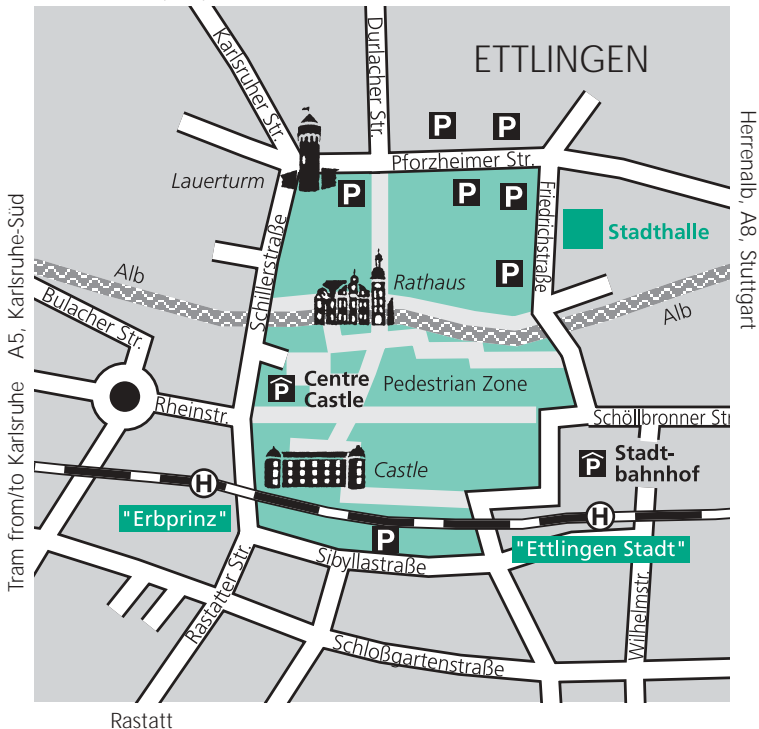 ETTLINGEN
Karlsruher Str.
Durlacher Str.
P
P
Pforzheimer Str.
Lauerturm
P
P
P
Friedrichstraße
Stadthalle
Herrenalb, A8, Stuttgart
Tram from/to Karlsruhe A5, Karlsruhe-Süd
Schillerstraße
Alb
Rathaus
P
Alb
Bulacher Str.
P
Centre
Castle
Pedestrian Zone
Rheinstr.
Schöllbronner Str
Castle
P
Stadt-
bahnhof
H
"Erbprinz"
H
"Ettlingen Stadt"
P
Sibyllastraße
Rastatter Str.
Wilhelmstr.
Schloßgartenstraße
Rastatt